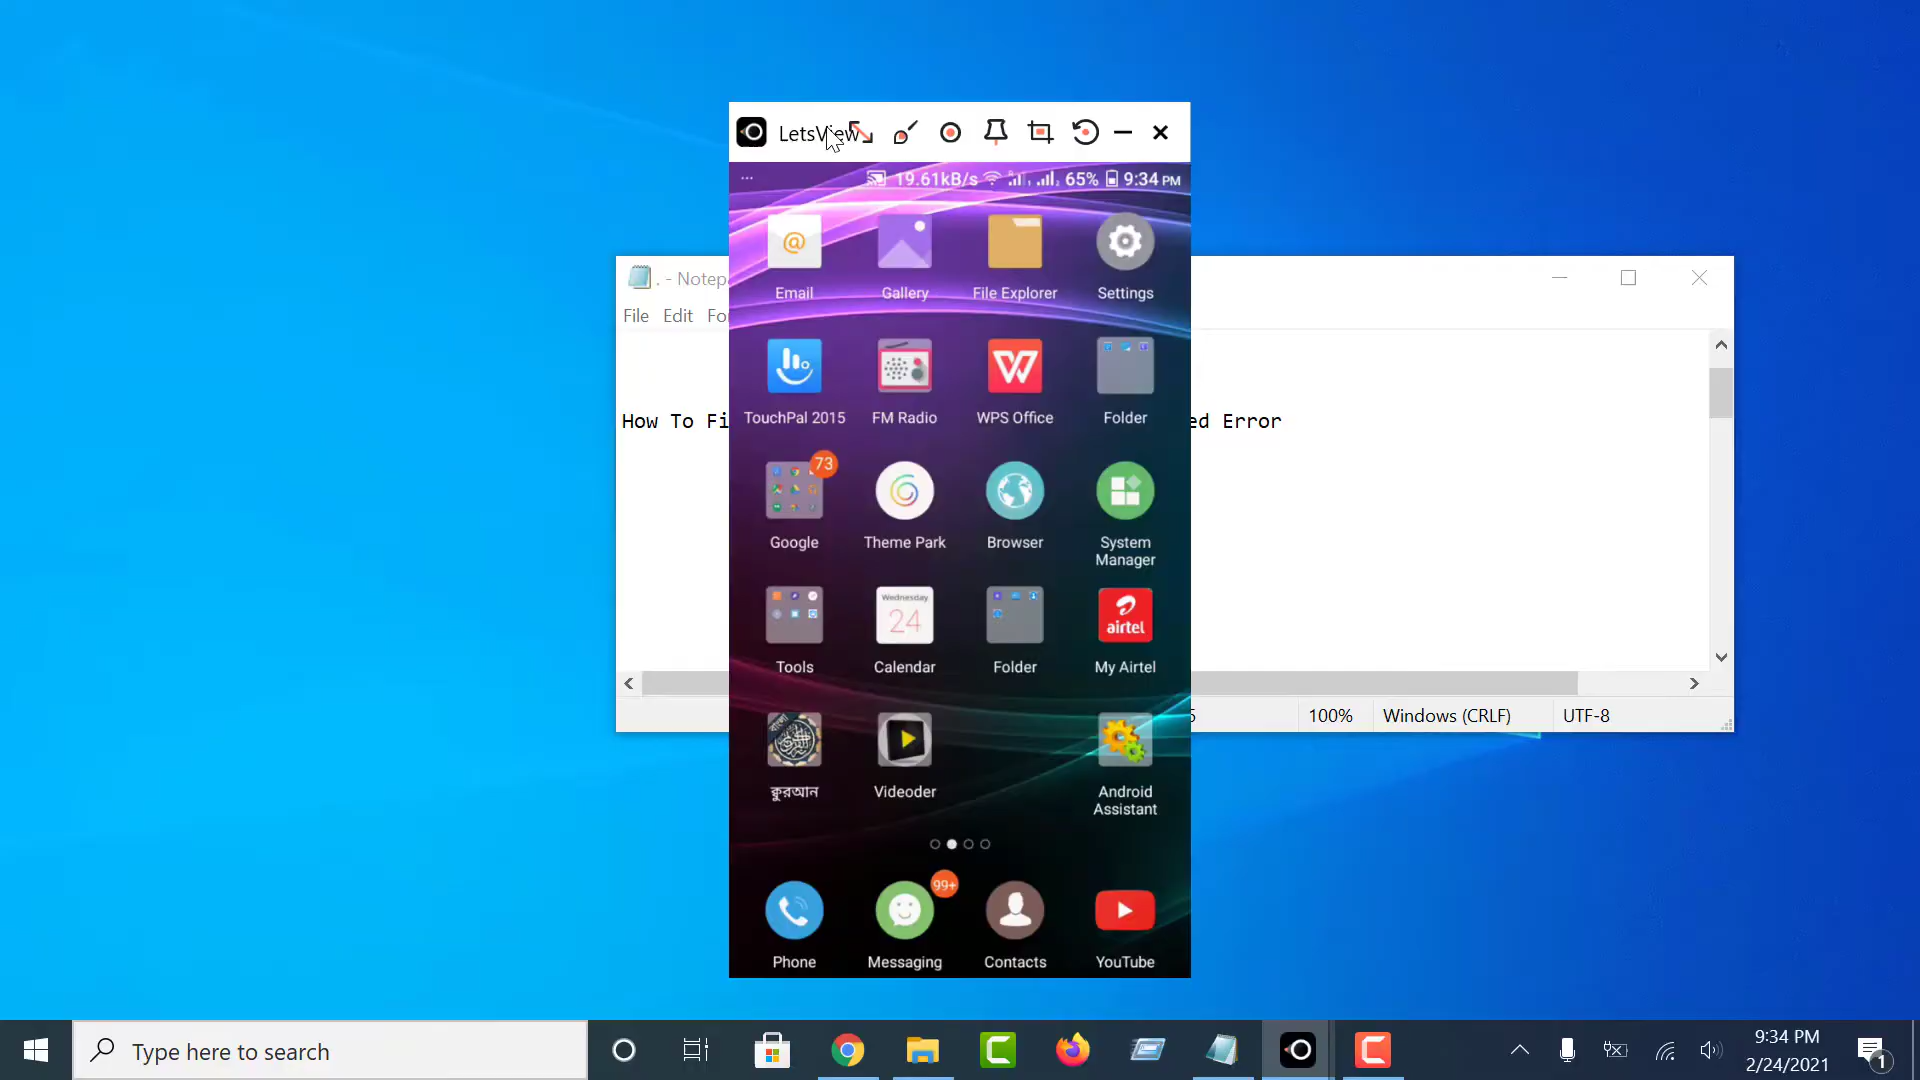 LetsView
... 19.61kB/s 65% 9:34 PM
Email Gallery File Explorer Settings
TouchPal 2015 FM Radio WPS Office Folder
73
Google Theme Park Browser System Manager
Wednesday
24
airtel
Tools Calendar Folder My Airtel
বাংলা
কুরআন Videoder Android Assistant
99+
Phone Messaging Contacts YouTube
. - Notep
File Edit Fo
How To Fi ed Error
5 100% Windows (CRLF) UTF-8
Type here to search
9:34 PM
2/24/2021
1